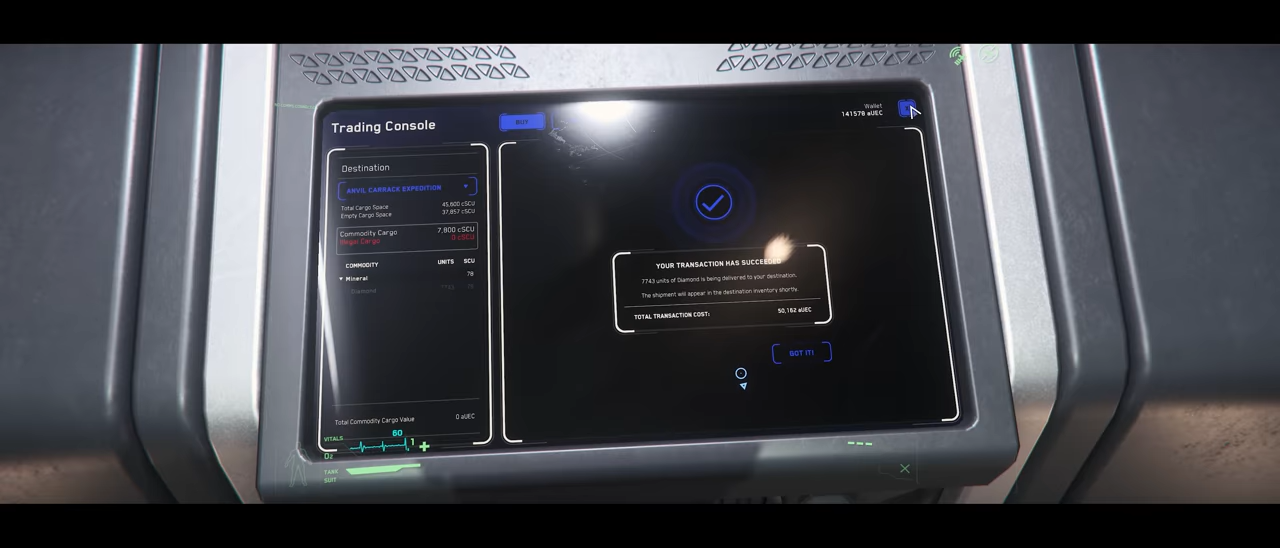 Trading Console
BUY
Wallet
141578 aUEC
Destination
ANVIL CARRACK EXPEDITION
Total Cargo Space 45,600 cSCU
Empty Cargo Space 37,857 cSCU
Commodity Cargo 7,800 cSCU
Illegal Cargo 0 cSCU
COMMODITY UNITS SCU
Mineral 78
Diamond
YOUR TRANSACTION HAS SUCCEEDED
7743 units of Diamond is being delivered to your destination.
The shipment will appear in the destination inventory shortly.
TOTAL TRANSACTION COST: 50,162 aUEC
GOT IT!
Total Commodity Cargo Value 0 aUEC
VITALS
60
1
O2
TANK
SUIT